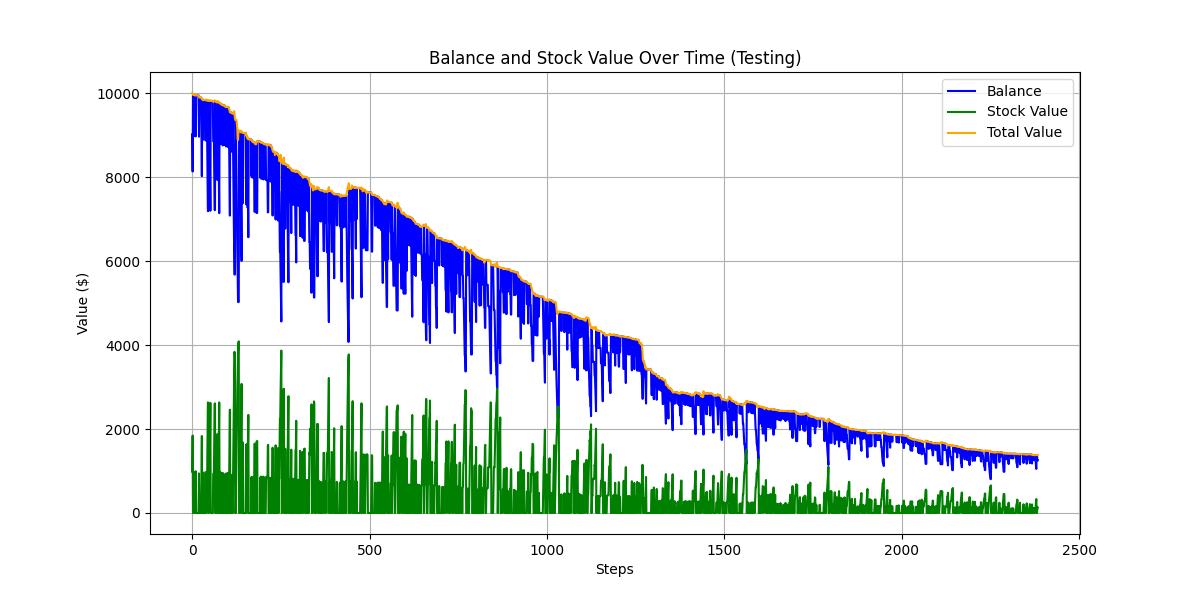 Balance and Stock Value Over Time (Testing)
Balance
Stock Value
Total Value
Value ($)
10000
8000
6000
4000
2000
0
0 500 1000 1500 2000 2500
Steps